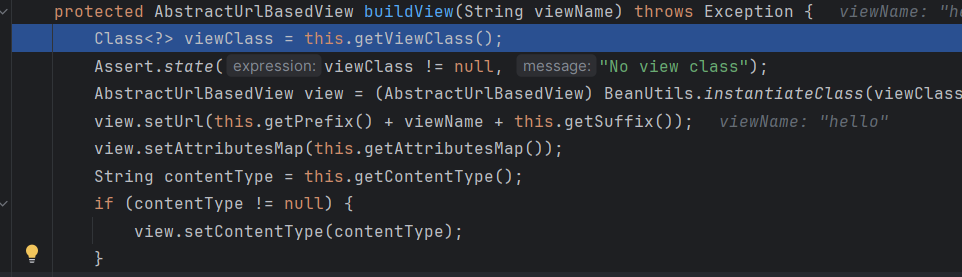 protected AbstractUrlBasedView buildView(String viewName) throws Exception { viewName: "he
Class<?> viewClass = this.getViewClass();
Assert.state( expression: viewClass != null, message: "No view class");
AbstractUrlBasedView view = (AbstractUrlBasedView) BeanUtils.instantiateClass(viewClass
view.setUrl(this.getPrefix() + viewName + this.getSuffix()); viewName: "hello"
view.setAttributesMap(this.getAttributesMap());
String contentType = this.getContentType();
if (contentType != null) {
view.setContentType(contentType);
}